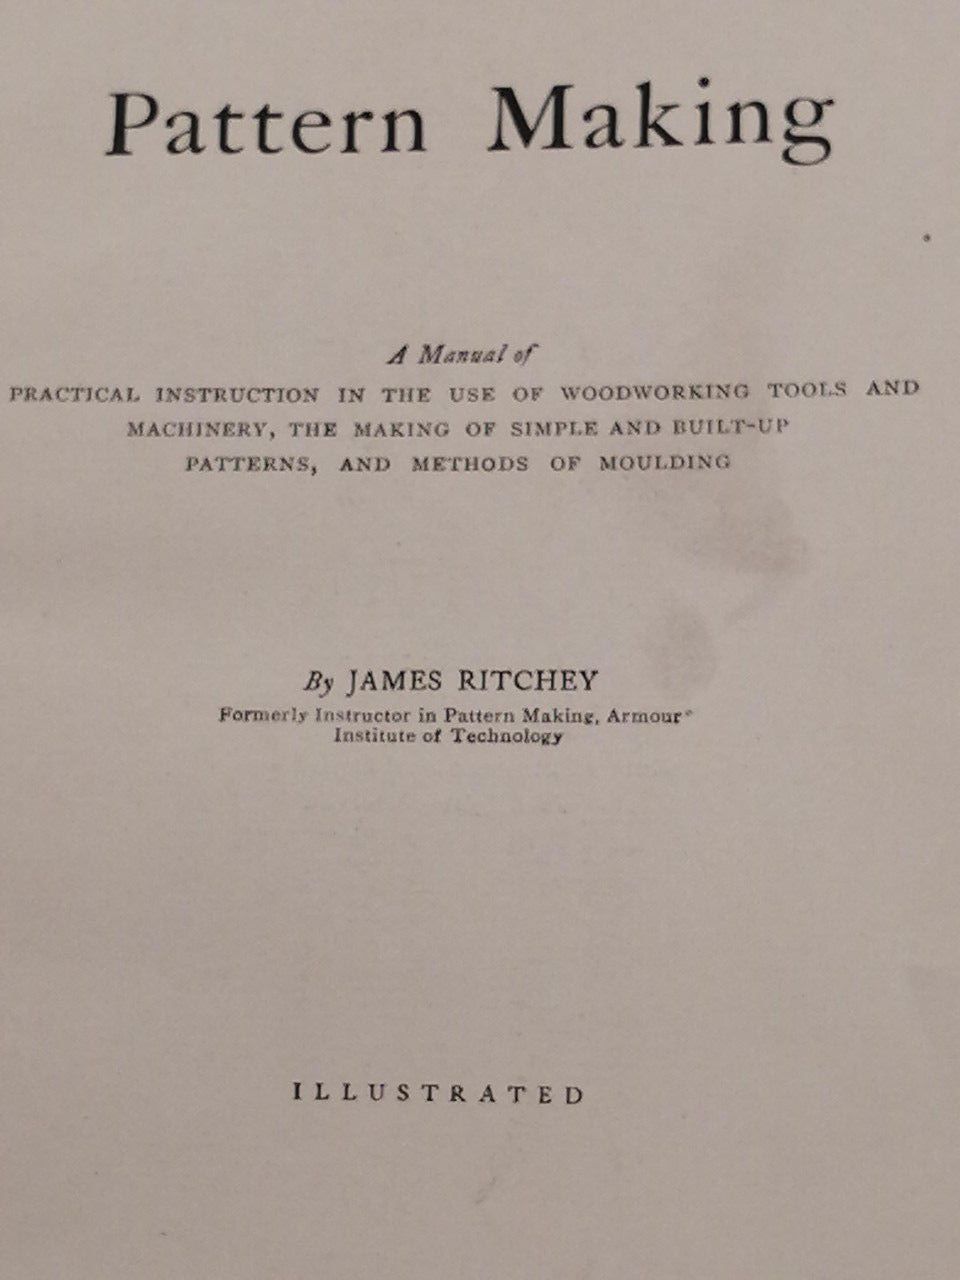 Pattern Making
A Manual of
PRACTICAL INSTRUCTION IN THE USE OF WOODWORKING TOOLS AND
MACHINERY, THE MAKING OF SIMPLE AND BUILT-UP
PATTERNS, AND METHODS OF MOULDING
By JAMES RITCHEY
Formerly Instructor in Pattern Making, Armour
Institute of Technology
ILLUSTRATED